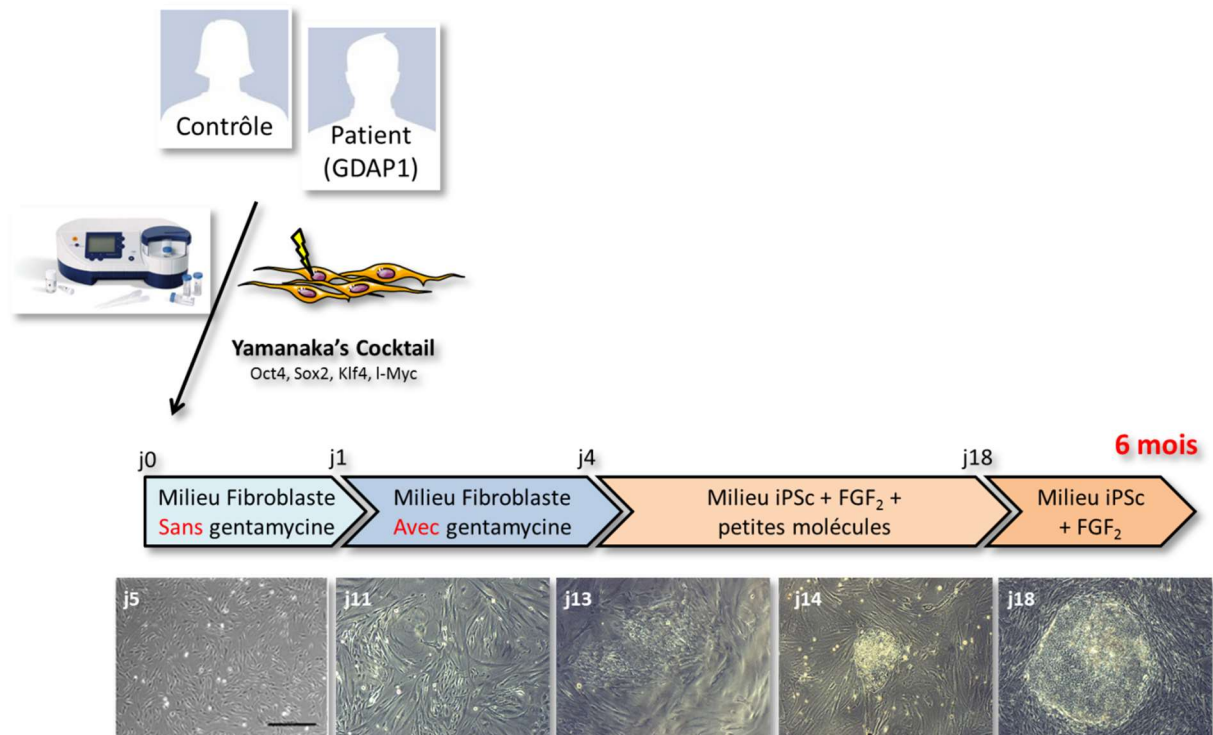 Contrôle
Patient
(GDAP1)
Yamanaka's Cocktail
Oct4, Sox2, Klf4, l-Myc
6 mois
j0
j1
j4
j18
Milieu Fibroblaste
Sans gentamycine
Milieu Fibroblaste
Avec gentamycine
Milieu iPSc + FGF₂ +
petites molécules
Milieu iPSc
+ FGF₂
j5
j11
j13
j14
j18